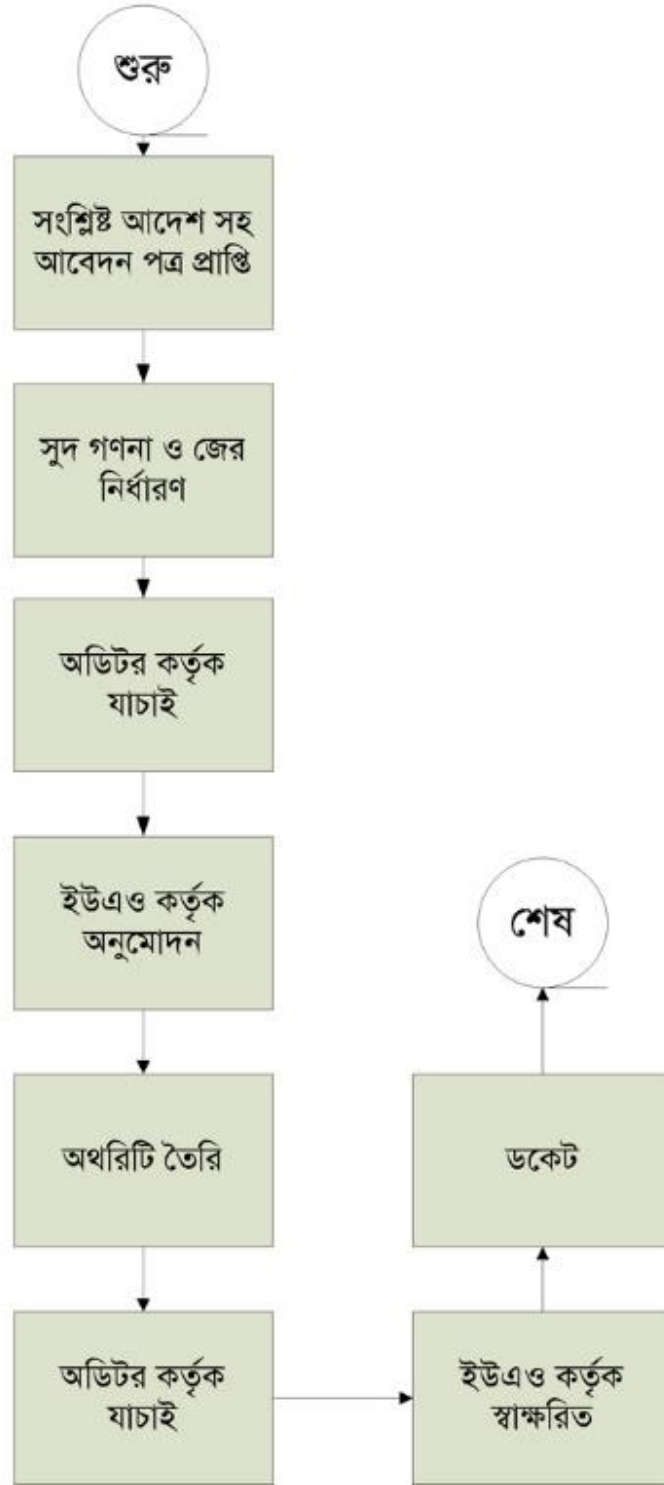 শুরু
সংশ্লিষ্ট আদেশ সহ
আবেদন পত্র প্রাপ্তি
সুদ গণনা ও জের
নির্ধারণ
অডিটর কর্তৃক
যাচাই
ইউএও কর্তৃক
অনুমোদন
অথরিটি তৈরি
অডিটর কর্তৃক
যাচাই
ইউএও কর্তৃক
স্বাক্ষরিত
ডকেট
শেষ